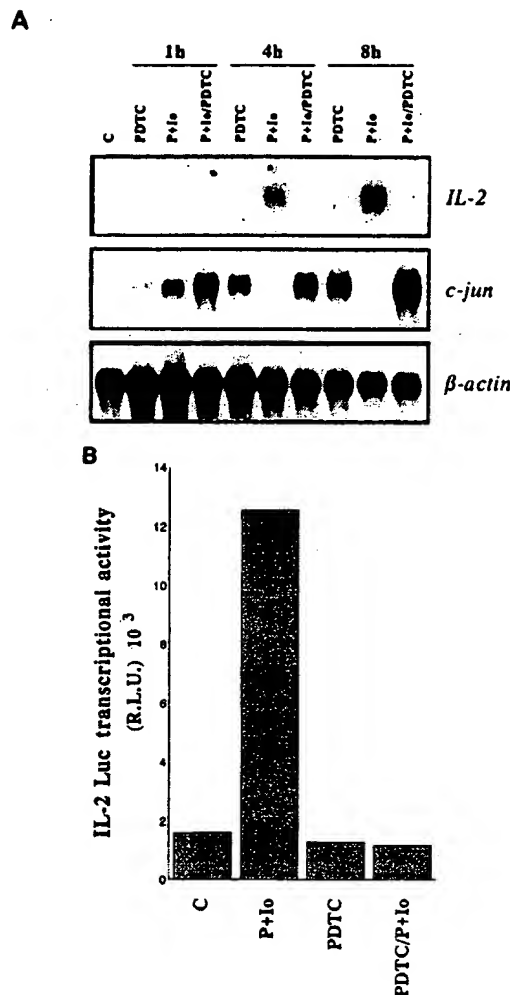 A
1h 4h 8h
C PDTC P+Io P+Io/PDTC PDTC P+Io P+Io/PDTC PDTC P+Io P+Io/PDTC
IL-2
c-jun
β-actin
B
14
12
10
8
6
4
2
0
IL-2 Luc transcriptional activity
(R.L.U.) 10 3
C P+Io PDTC PDTC/P+Io